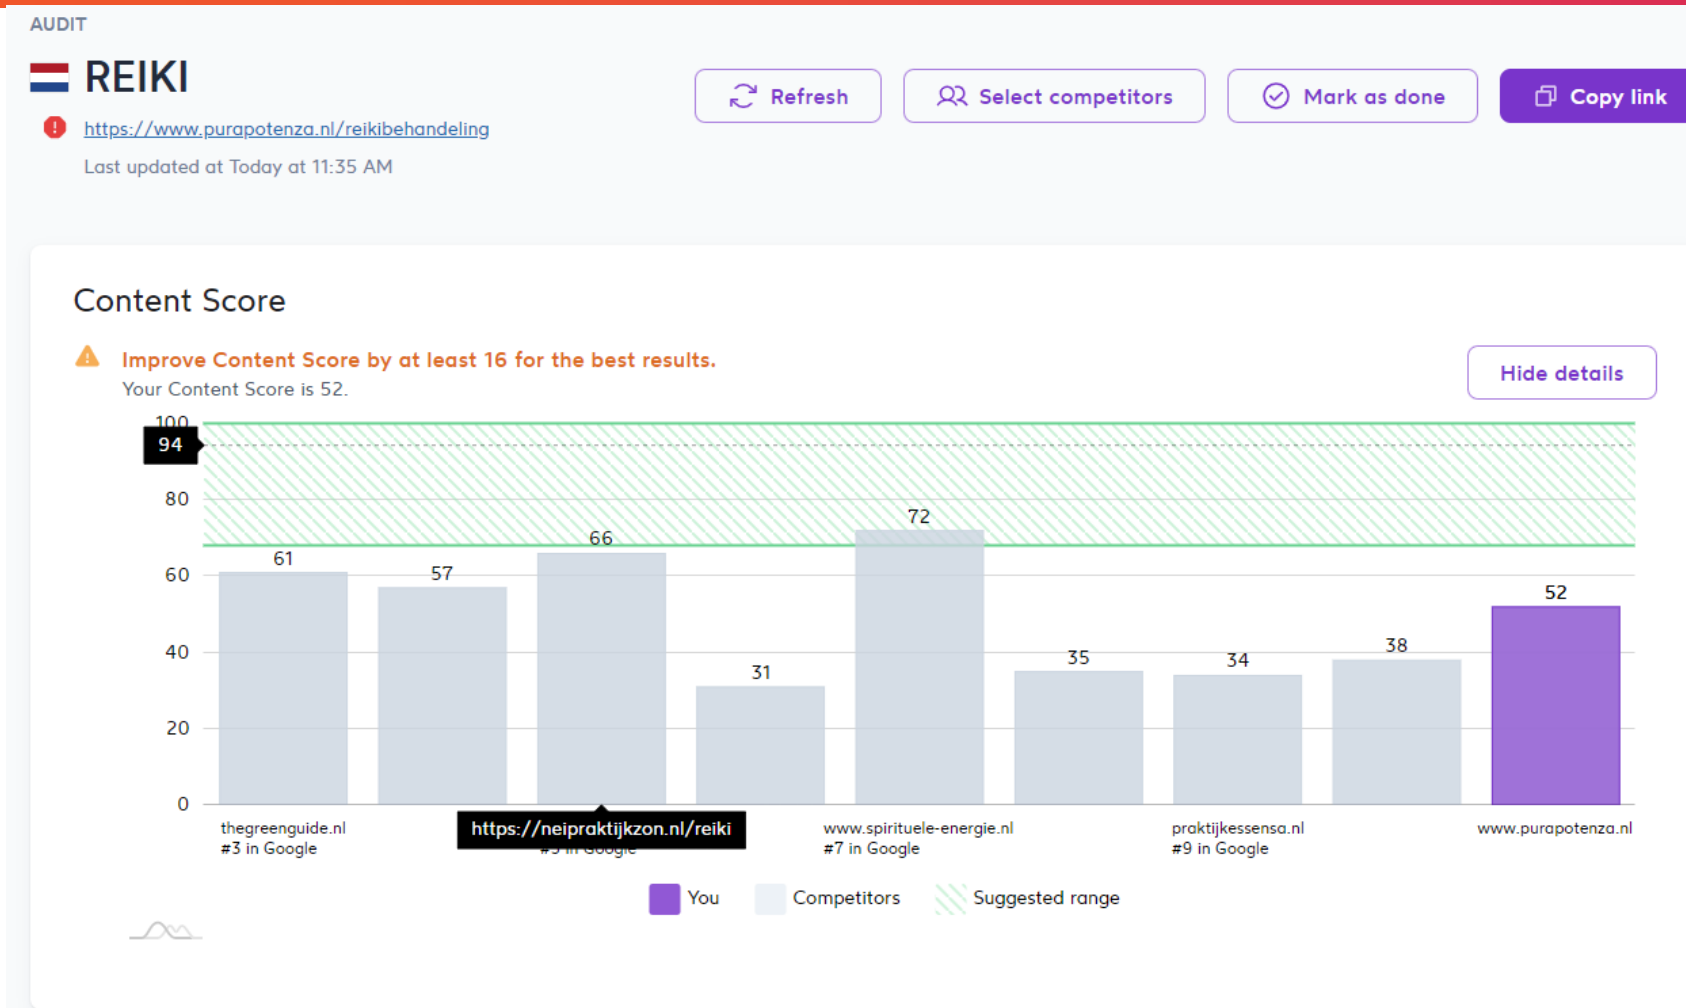 AUDIT
REIKI
Refresh
Select competitors
Mark as done
Copy link
https://www.purapotenza.nl/reikibehandeling
Last updated at Today at 11:35 AM
Content Score
Improve Content Score by at least 16 for the best results.
Your Content Score is 52.
Hide details
100
94
80
60
40
20
0
61
57
66
31
72
35
34
38
52
thegreenguide.nl
#3 in Google
https://neipraktijkzon.nl/reiki
#5 in Google
www.spirituele-energie.nl
#7 in Google
praktijkessensa.nl
#9 in Google
www.purapotenza.nl
You
Competitors
Suggested range